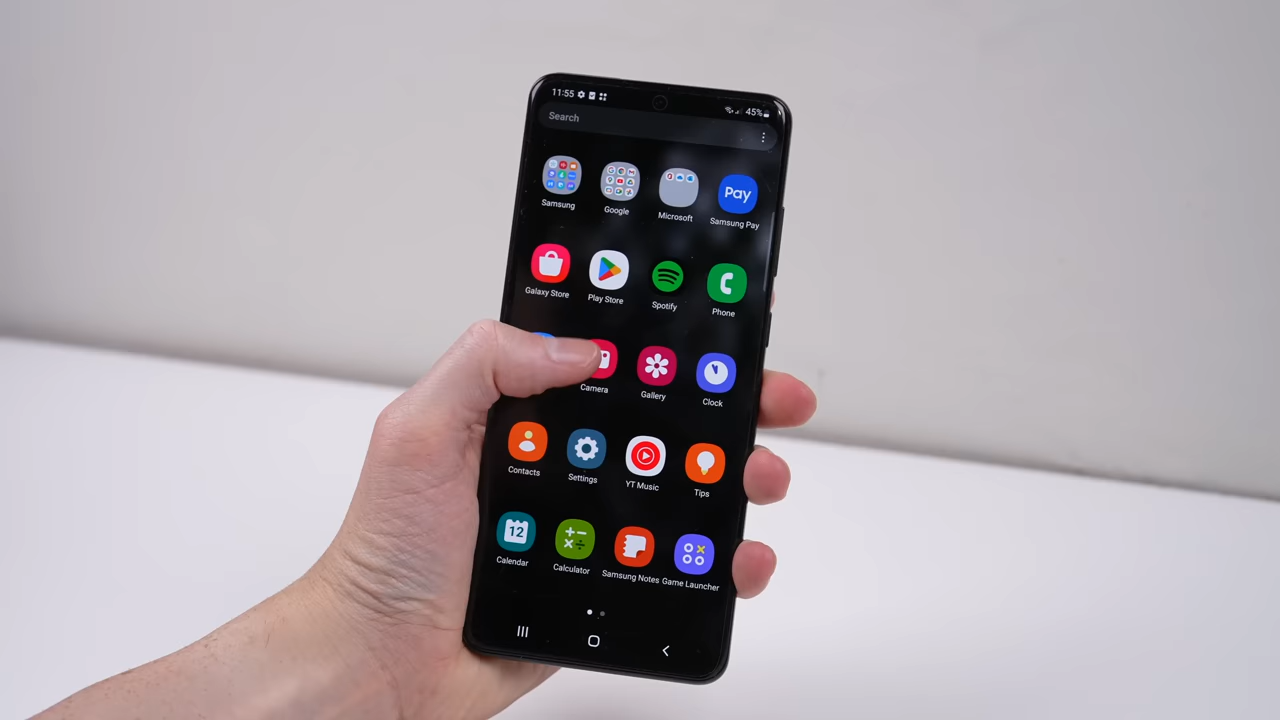 11:55
45%
Search
Samsung
Google
Microsoft
Pay
Samsung Pay
Galaxy Store
Play Store
Spotify
Phone
Camera
Gallery
Clock
Contacts
Settings
YT Music
Tips
12
Calendar
Calculator
Samsung Notes
Game Launcher